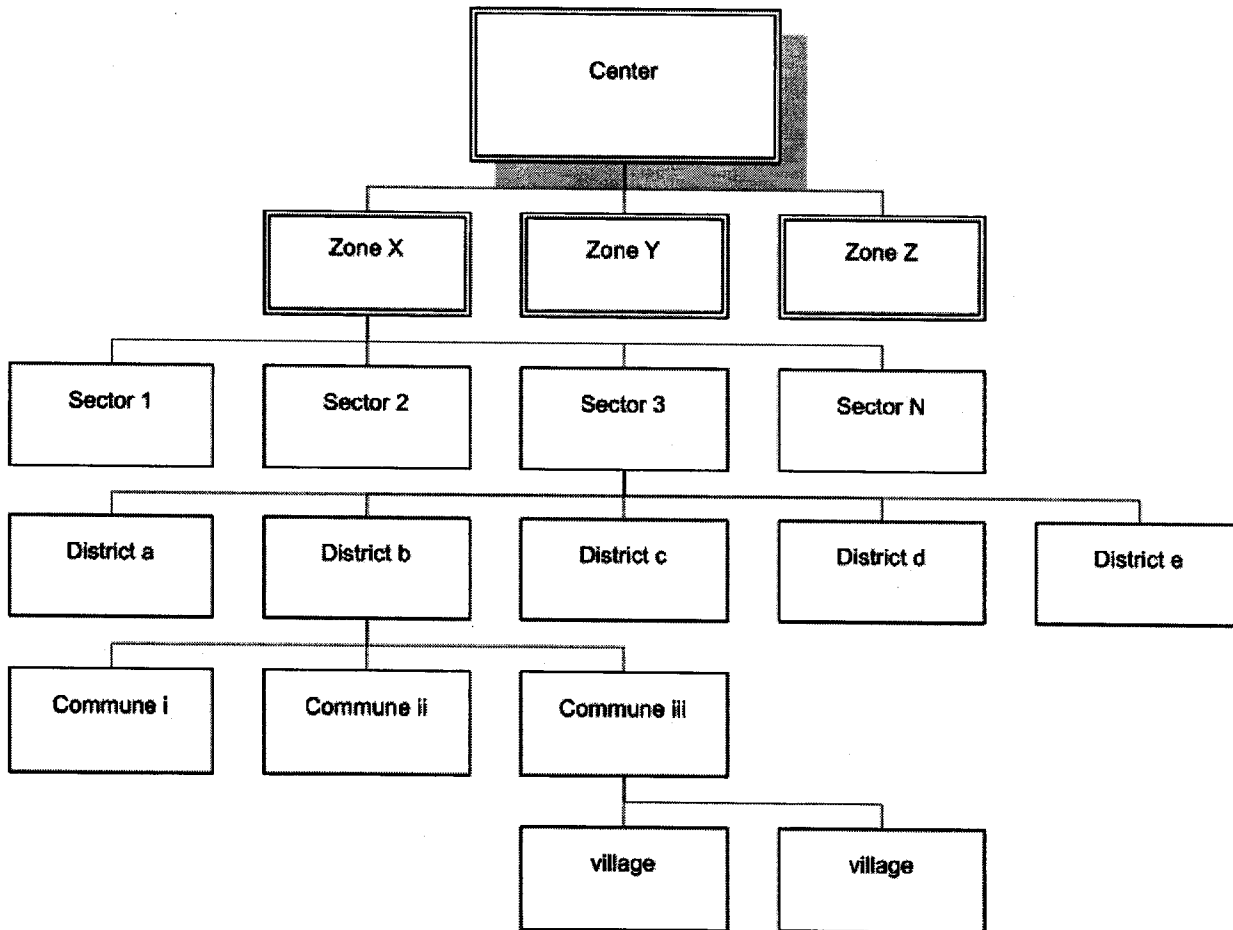 Center
Zone X
Zone Y
Zone Z
Sector 1
Sector 2
Sector 3
Sector N
District a
District b
District c
District d
District e
Commune i
Commune ii
Commune iii
village
village